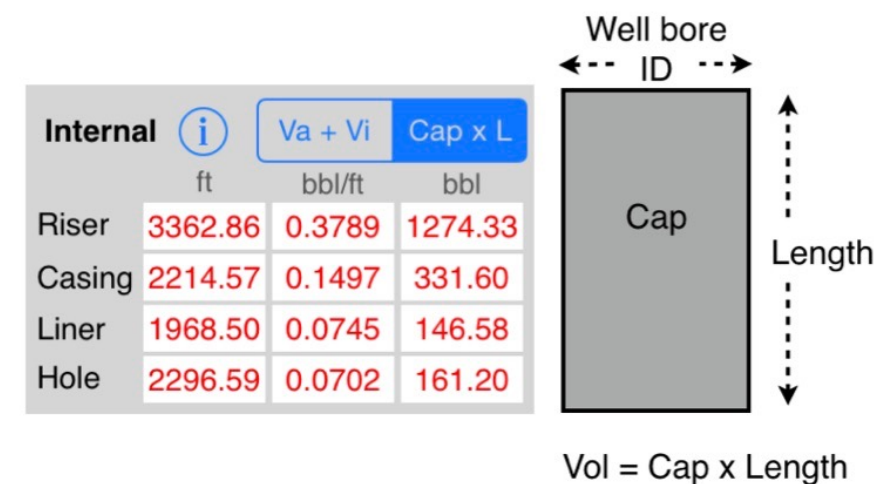 Well bore
ID
Internal i Va + Vi Cap x L
ft bbl/ft bbl
Riser 3362.86 0.3789 1274.33
Casing 2214.57 0.1497 331.60
Liner 1968.50 0.0745 146.58
Hole 2296.59 0.0702 161.20
Cap
Length
Vol = Cap x Length